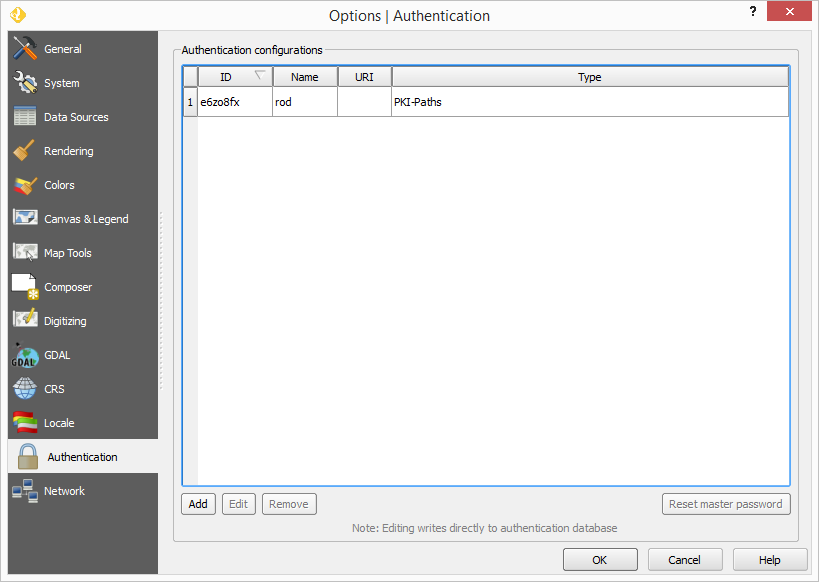 Options | Authentication
?
General
System
Data Sources
Rendering
Colors
Canvas & Legend
Map Tools
Composer
Digitizing
GDAL
GDAL
CRS
Locale
Authentication
Network
Authentication configurations
ID Name URI Type
1 e6zo8fx rod PKI-Paths
Add Edit Remove Reset master password
Note: Editing writes directly to authentication database
OK Cancel Help